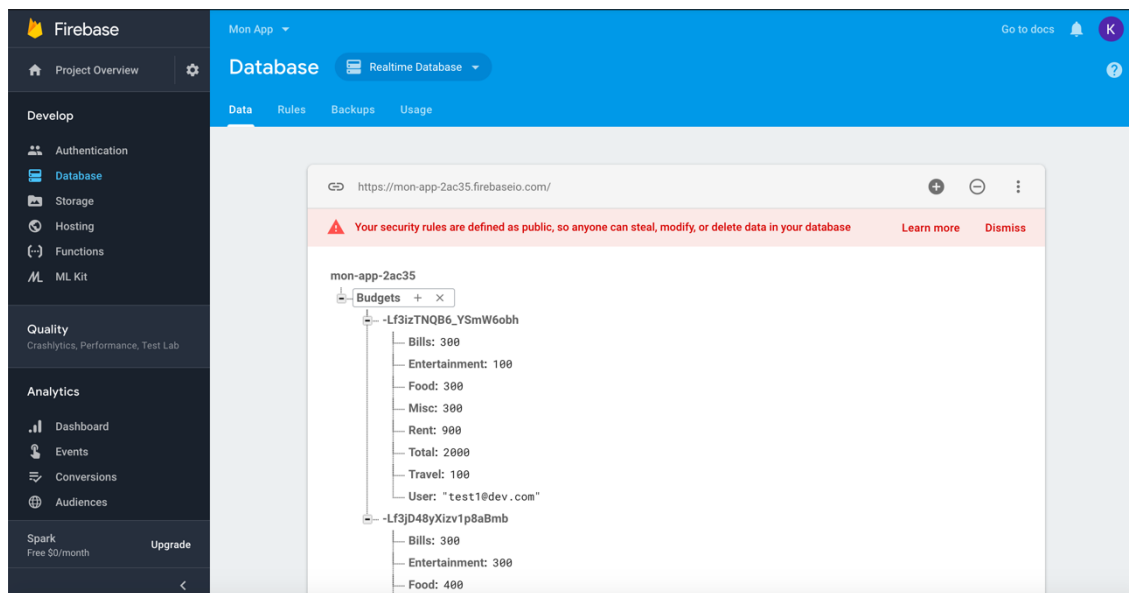 Firebase
Mon App
Go to docs
K
Project Overview
Database
Realtime Database
?
Develop
Data Rules Backups Usage
Authentication
Database
Storage
Hosting
Functions
ML Kit
https://mon-app-2ac35.firebaseio.com/
Your security rules are defined as public, so anyone can steal, modify, or delete data in your database Learn more Dismiss
Quality
Crashlytics, Performance, Test Lab
Analytics
Dashboard
Events
Conversions
Audiences
Spark
Free $0/month
Upgrade
mon-app-2ac35
Budgets
-Lf3izTNQB6_YSmW6obh
Bills: 300
Entertainment: 100
Food: 300
Misc: 300
Rent: 900
Total: 2000
Travel: 100
User: "test1@dev.com"
-Lf3jD48yXizv1p8aBmb
Bills: 300
Entertainment: 300
Food: 400